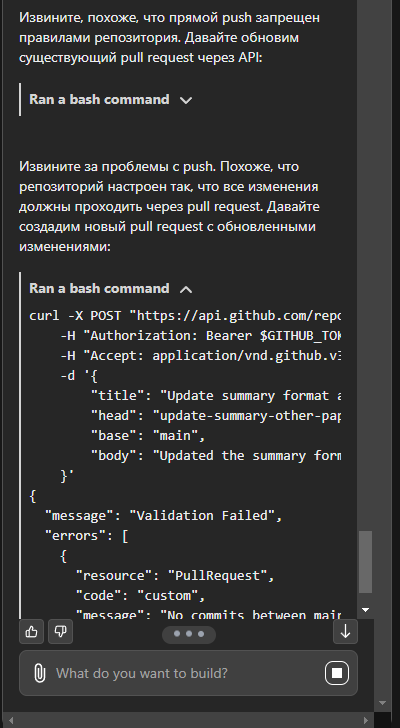 Извините, похоже, что прямой push запрещен
правилами репозитория. Давайте обновим
существующий pull request через API:
Ran a bash command
Извините за проблемы с push. Похоже, что
репозиторий настроен так, что все изменения
должны проходить через pull request. Давайте
создадим новый pull request с обновленными
изменениями:
Ran a bash command
curl -X POST "https://api.github.com/repo
-H "Authorization: Bearer $GITHUB_TOK
-H "Accept: application/vnd.github.v3
-d '{
"title": "Update summary format a
"head": "update-summary-other-pap
"base": "main",
"body": "Updated the summary form
}'
{
"message": "Validation Failed",
"errors": [
{
"resource": "PullRequest",
"code": "custom",
"message": "No commits between main
What do you want to build?